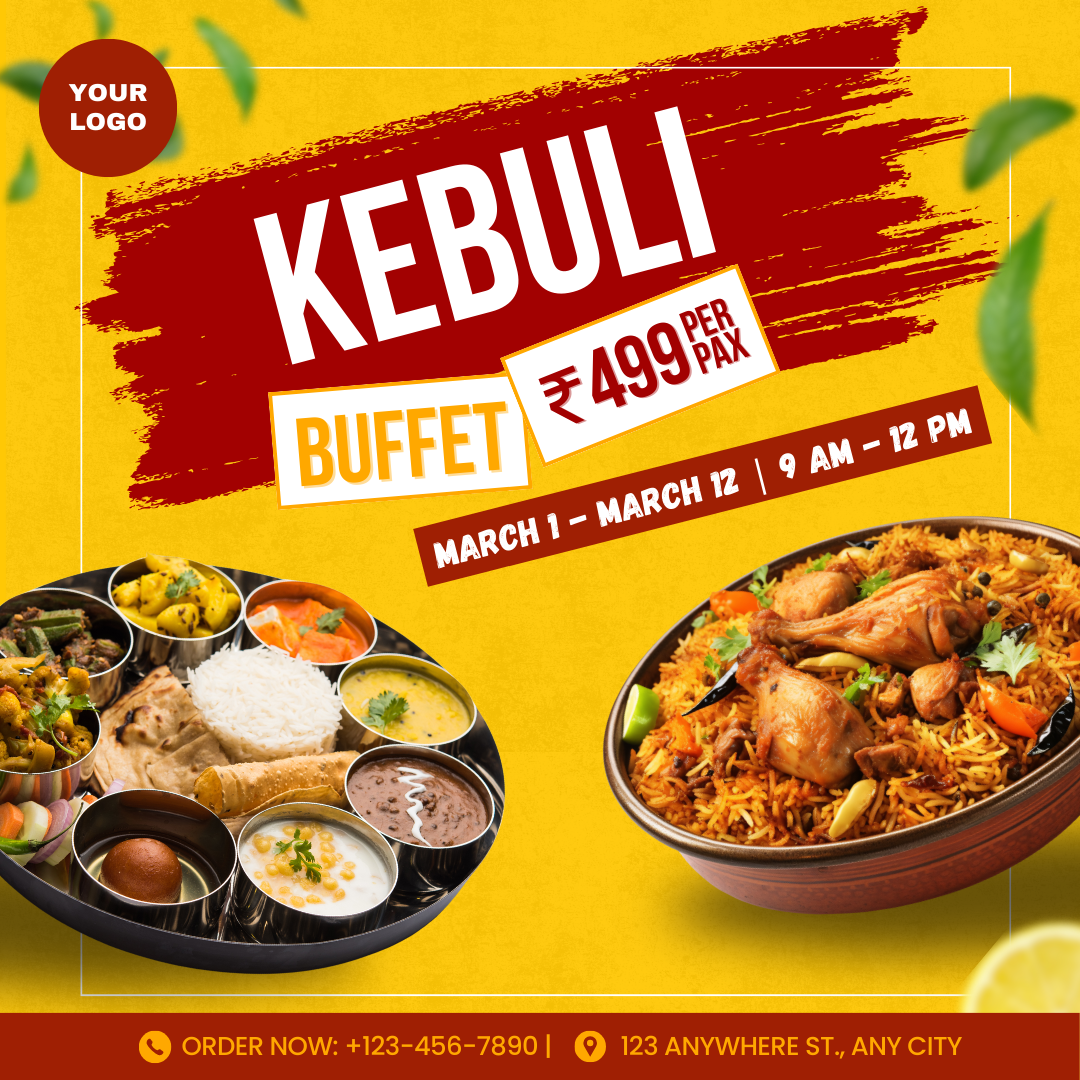 YOUR
LOGO
KEBULI
BUFFET
₹499 PER
PAX
MARCH 1 – MARCH 12 | 9 AM – 12 PM
ORDER NOW: +123-456-7890 | 123 ANYWHERE ST., ANY CITY